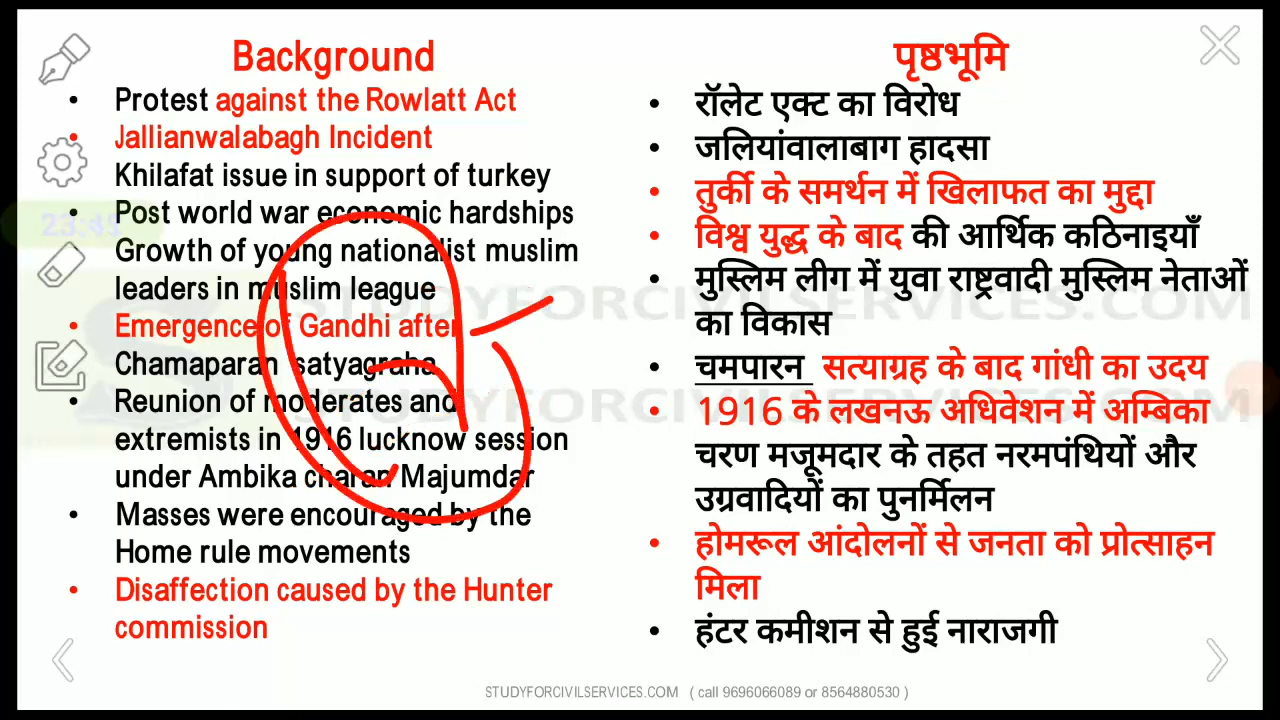 Background
Protest against the Rowlatt Act
Jallianwalabagh Incident
Khilafat issue in support of turkey
Post world war economic hardships
Growth of young nationalist muslim
leaders in muslim league
Emergence of Gandhi after
Chamaparan satyagraha
Reunion of moderates and
extremists in 1916 lucknow session
under Ambika charan Majumdar
Masses were encouraged by the
Home rule movements
Disaffection caused by the Hunter
commission
पृष्ठभूमि
रॉलेट एक्ट का विरोध
जलियांवालाबाग हादसा
तुर्की के समर्थन में खिलाफत का मुद्दा
विश्व युद्ध के बाद की आर्थिक कठिनाइयाँ
मुस्लिम लीग में युवा राष्ट्रवादी मुस्लिम नेताओं
का विकास
चमपारन सत्याग्रह के बाद गांधी का उदय
1916 के लखनऊ अधिवेशन में अम्बिका
चरण मजूमदार के तहत नरमपंथियों और
उग्रवादियों का पुनर्मिलन
होमरूल आंदोलनों से जनता को प्रोत्साहन
मिला
हंटर कमीशन से हुई नाराजगी
STUDYFORCIVILSERVICES.COM
STUDYFORCIVILSERVICES.COM
STUDYFORCIVILSERVICES.COM ( call 9696066089 or 8564880530 )